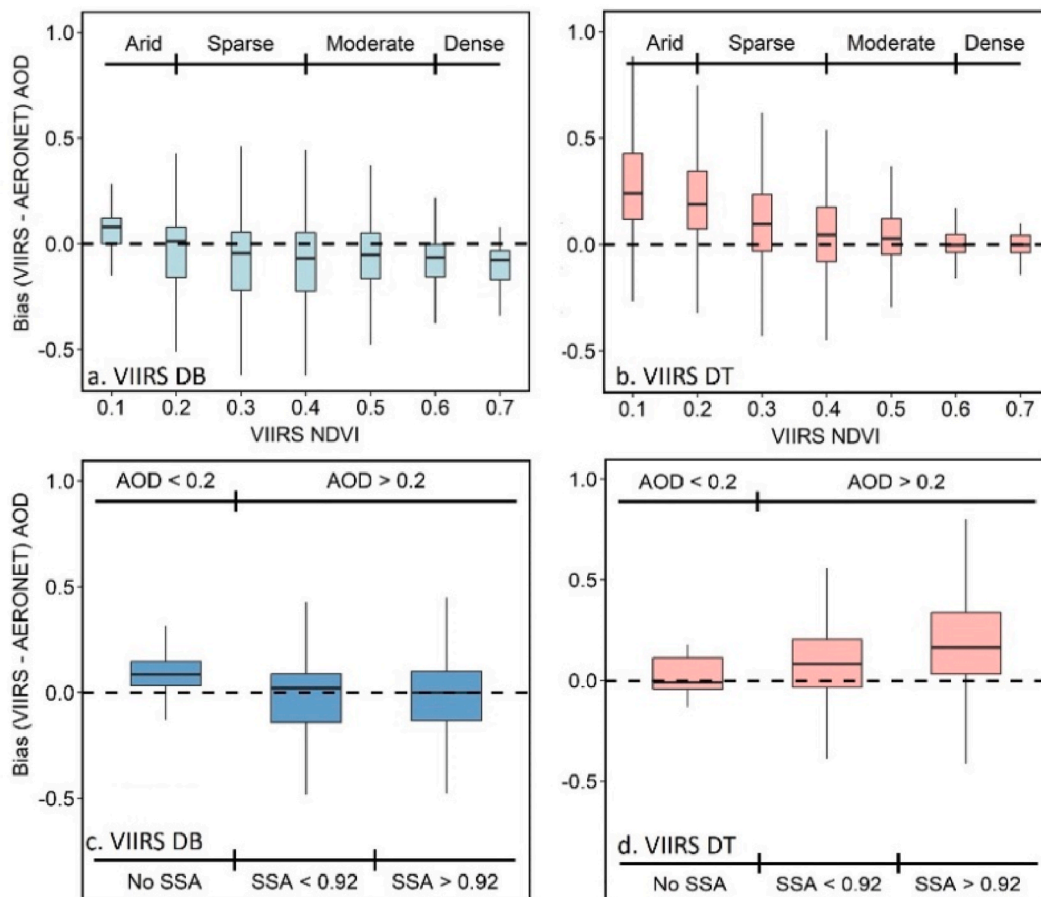 Bias (VIIRS - AERONET) AOD
1.0
0.5
0.0
-0.5
Arid Sparse Moderate Dense
a. VIIRS DB
0.1 0.2 0.3 0.4 0.5 0.6 0.7
VIIRS NDVI
1.0
0.5
0.0
-0.5
Arid Sparse Moderate Dense
b. VIIRS DT
0.1 0.2 0.3 0.4 0.5 0.6 0.7
VIIRS NDVI
Bias (VIIRS - AERONET) AOD
1.0
0.5
0.0
-0.5
AOD < 0.2 AOD > 0.2
c. VIIRS DB
No SSA SSA < 0.92 SSA > 0.92
1.0
0.5
0.0
-0.5
AOD < 0.2 AOD > 0.2
d. VIIRS DT
No SSA SSA < 0.92 SSA > 0.92